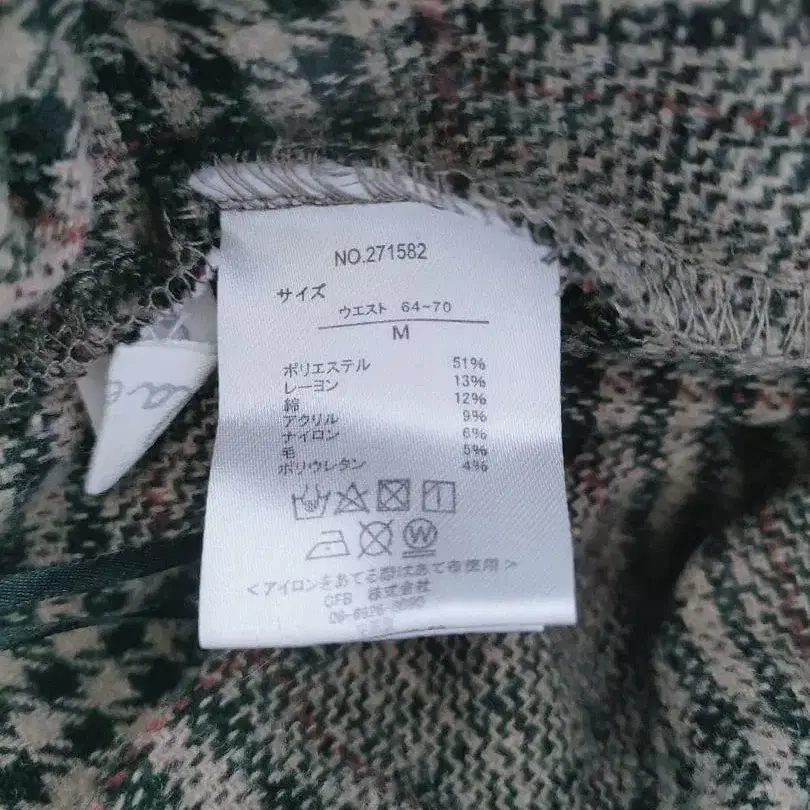 NO.271582
サイズ
ウエスト 64~70
M
ポリエステル 51%
レーヨン 13%
綿 12%
アクリル 9%
ナイロン 6%
毛 5%
ポリウレタン 4%
W
<アイロンをあてる際はあて布使用>
CFB 株式会社